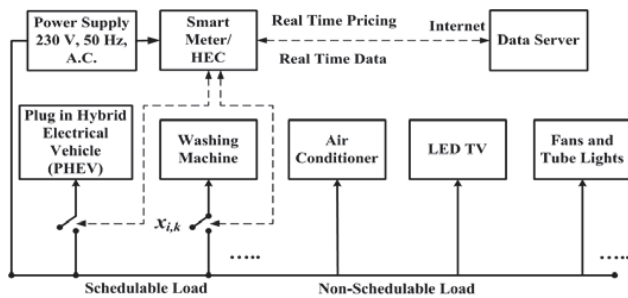 Power Supply
230 V, 50 Hz,
A.C.
Smart
Meter/
HEC
Real Time Pricing
Internet
Real Time Data
Data Server
Plug in Hybrid
Electrical
Vehicle
(PHEV)
Washing
Machine
Air
Conditioner
LED TV
Fans and
Tube Lights
xi,k
.....
.....
Schedulable Load
Non-Schedulable Load